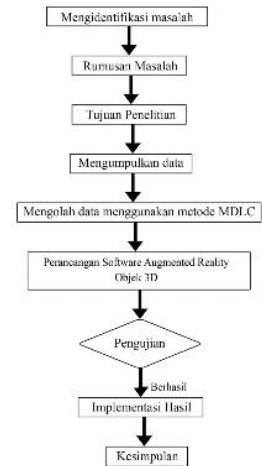 Mengidentifikasi masalah
Rumusan Masalah
Tujuan Penelitian
Mengumpulkan data
Mengolah data menggunakan metode MDLC
Perancangan Software Augmented Reality
Objek 3D
Pengujian
Berhasil
Implementasi Hasil
Kesimpulan